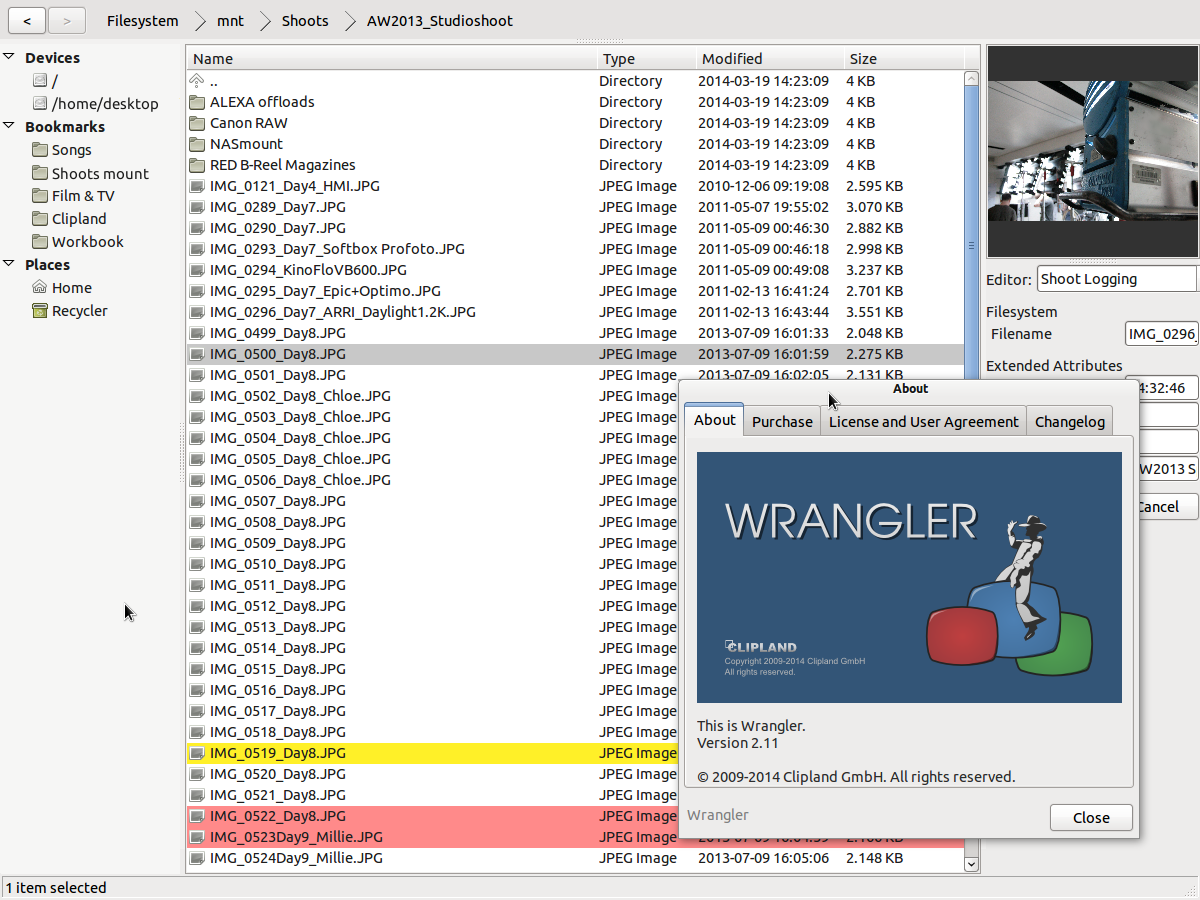 < > Filesystem mnt Shoots AW2013_Studioshoot
Devices
/
/home/desktop
Bookmarks
Songs
Shoots mount
Film & TV
Clipland
Workbook
Places
Home
Recycler
Name Type Modified Size
.. Directory 2014-03-19 14:23:09 4 KB
ALEXA offloads Directory 2014-03-19 14:23:09 4 KB
Canon RAW Directory 2014-03-19 14:23:09 4 KB
NASmount Directory 2014-03-19 14:23:09 4 KB
RED B-Reel Magazines Directory 2014-03-19 14:23:09 4 KB
IMG_0121_Day4_HMI.JPG JPEG Image 2010-12-06 09:19:08 2.595 KB
IMG_0289_Day7.JPG JPEG Image 2011-05-07 19:55:02 3.070 KB
IMG_0290_Day7.JPG JPEG Image 2011-05-09 00:46:30 2.882 KB
IMG_0293_Day7_Softbox Profoto.JPG JPEG Image 2011-05-09 00:46:18 2.998 KB
IMG_0294_KinoFloVB600.JPG JPEG Image 2011-05-09 00:49:08 3.237 KB
IMG_0295_Day7_Epic+Optimo.JPG JPEG Image 2011-02-13 16:41:24 2.701 KB
IMG_0296_Day7_ARRI_Daylight1.2K.JPG JPEG Image 2011-02-13 16:43:44 3.551 KB
IMG_0499_Day8.JPG JPEG Image 2013-07-09 16:01:33 2.048 KB
IMG_0500_Day8.JPG JPEG Image 2013-07-09 16:01:59 2.275 KB
IMG_0501_Day8.JPG JPEG Image 2013-07-09 16:02:05 2.131 KB
IMG_0502_Day8_Chloe.JPG JPEG Image
IMG_0503_Day8_Chloe.JPG JPEG Image
IMG_0504_Day8_Chloe.JPG JPEG Image
IMG_0505_Day8_Chloe.JPG JPEG Image
IMG_0506_Day8_Chloe.JPG JPEG Image
IMG_0507_Day8.JPG JPEG Image
IMG_0508_Day8.JPG JPEG Image
IMG_0509_Day8.JPG JPEG Image
IMG_0510_Day8.JPG JPEG Image
IMG_0511_Day8.JPG JPEG Image
IMG_0512_Day8.JPG JPEG Image
IMG_0513_Day8.JPG JPEG Image
IMG_0514_Day8.JPG JPEG Image
IMG_0515_Day8.JPG JPEG Image
IMG_0516_Day8.JPG JPEG Image
IMG_0517_Day8.JPG JPEG Image
IMG_0518_Day8.JPG JPEG Image
IMG_0519_Day8.JPG JPEG Image
IMG_0520_Day8.JPG JPEG Image
IMG_0521_Day8.JPG JPEG Image
IMG_0522_Day8.JPG JPEG Image
IMG_0523Day9_Millie.JPG JPEG Image
IMG_0524Day9_Millie.JPG JPEG Image 2013-07-09 16:05:06 2.148 KB
Editor: Shoot Logging
Filesystem
Filename IMG_0296_
Extended Attributes
4:32:46
W2013 S
Cancel
About
About Purchase License and User Agreement Changelog
WRANGLER
CLIPLAND
Copyright 2009-2014 Clipland GmbH
All rights reserved.
This is Wrangler.
Version 2.11
© 2009-2014 Clipland GmbH. All rights reserved.
Wrangler
Close
1 item selected